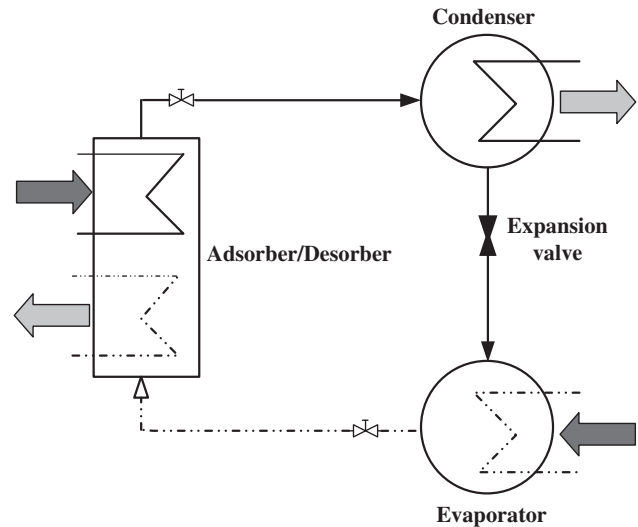 Condenser
Adsorber/Desorber
Expansion
valve
Evaporator